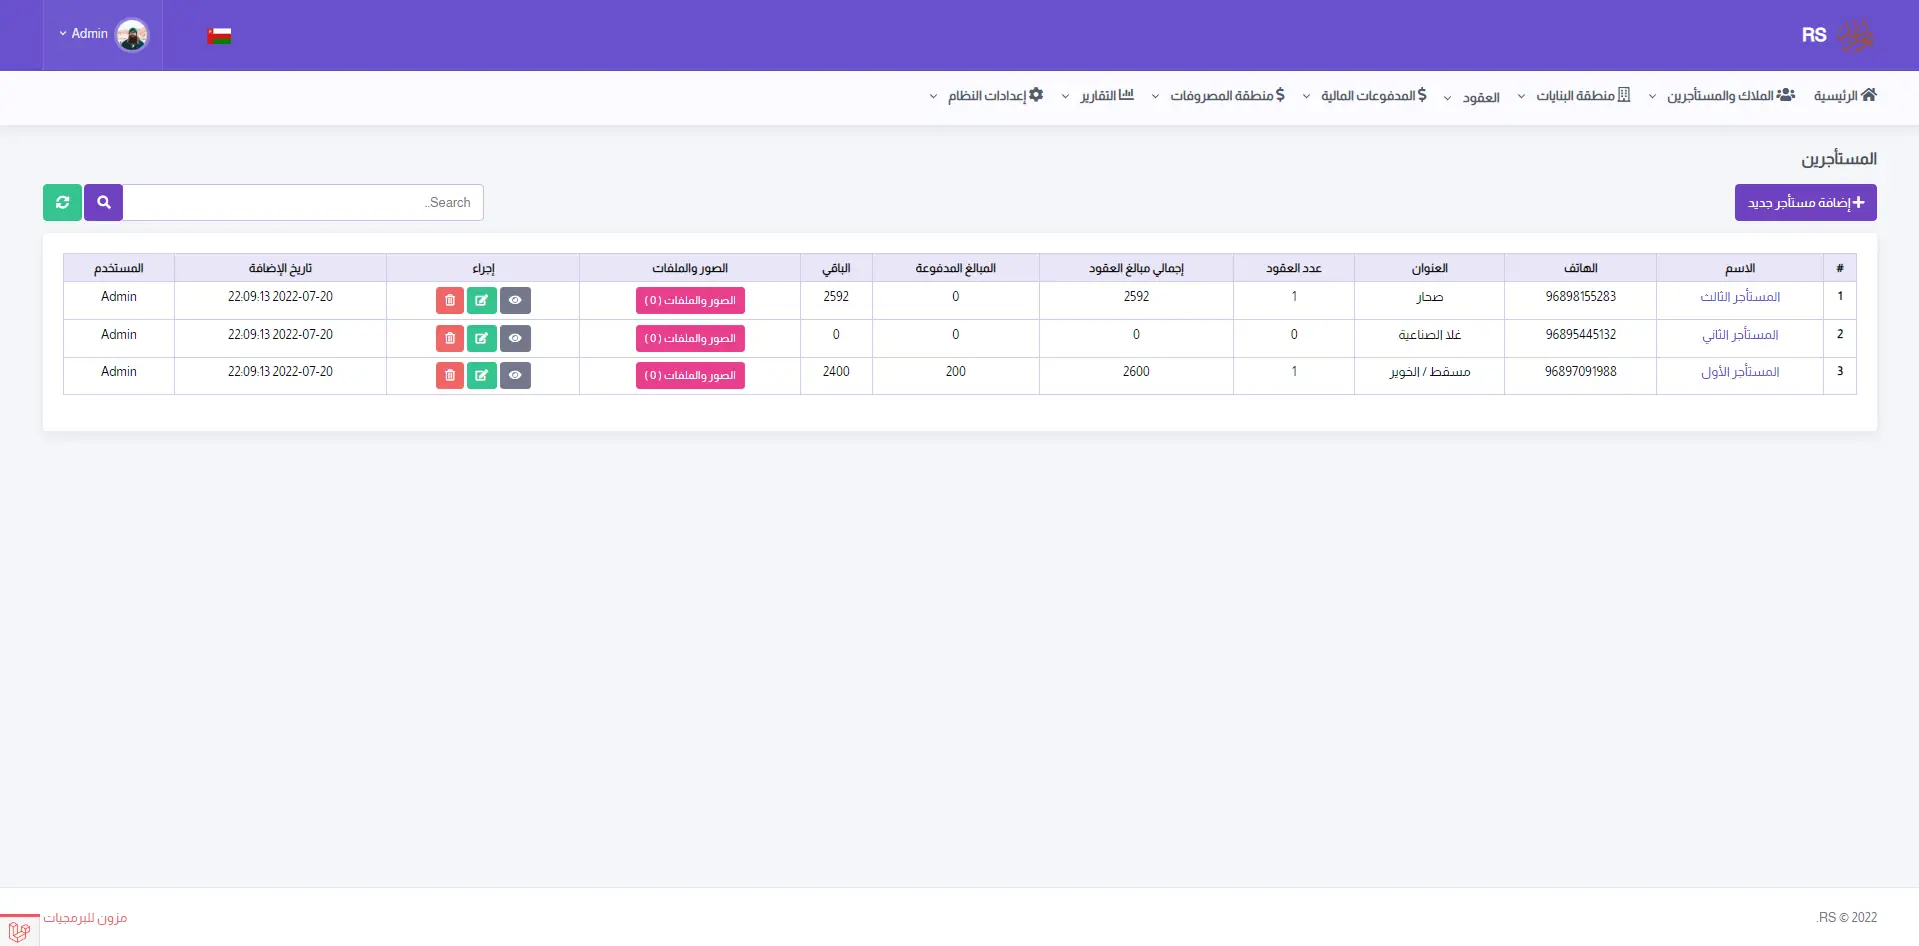 RS
Admin
الرئيسية الملاك والمستأجرين منطقة البنايات العقود المدفوعات المالية منطقة المصروفات التقارير إعدادات النظام
المستأجرين
إضافة مستأجر جديد
Search..
# الاسم الهاتف العنوان عدد العقود إجمالي مبالغ العقود المبالغ المدفوعة الباقي الصور والملفات إجراء تاريخ الإضافة المستخدم
1 المستأجر الثالث 96898155283 صحار 1 2592 0 2592 الصور والملفات ( 0 ) 2022-07-20 22:09:13 Admin
2 المستأجر الثاني 96895445132 غلا الصناعية 0 0 0 0 الصور والملفات ( 0 ) 2022-07-20 22:09:13 Admin
3 المستأجر الأول 96897091988 مسقط / الخوير 1 2600 200 2400 الصور والملفات ( 0 ) 2022-07-20 22:09:13 Admin
2022 © RS.
مزون للبرمجيات